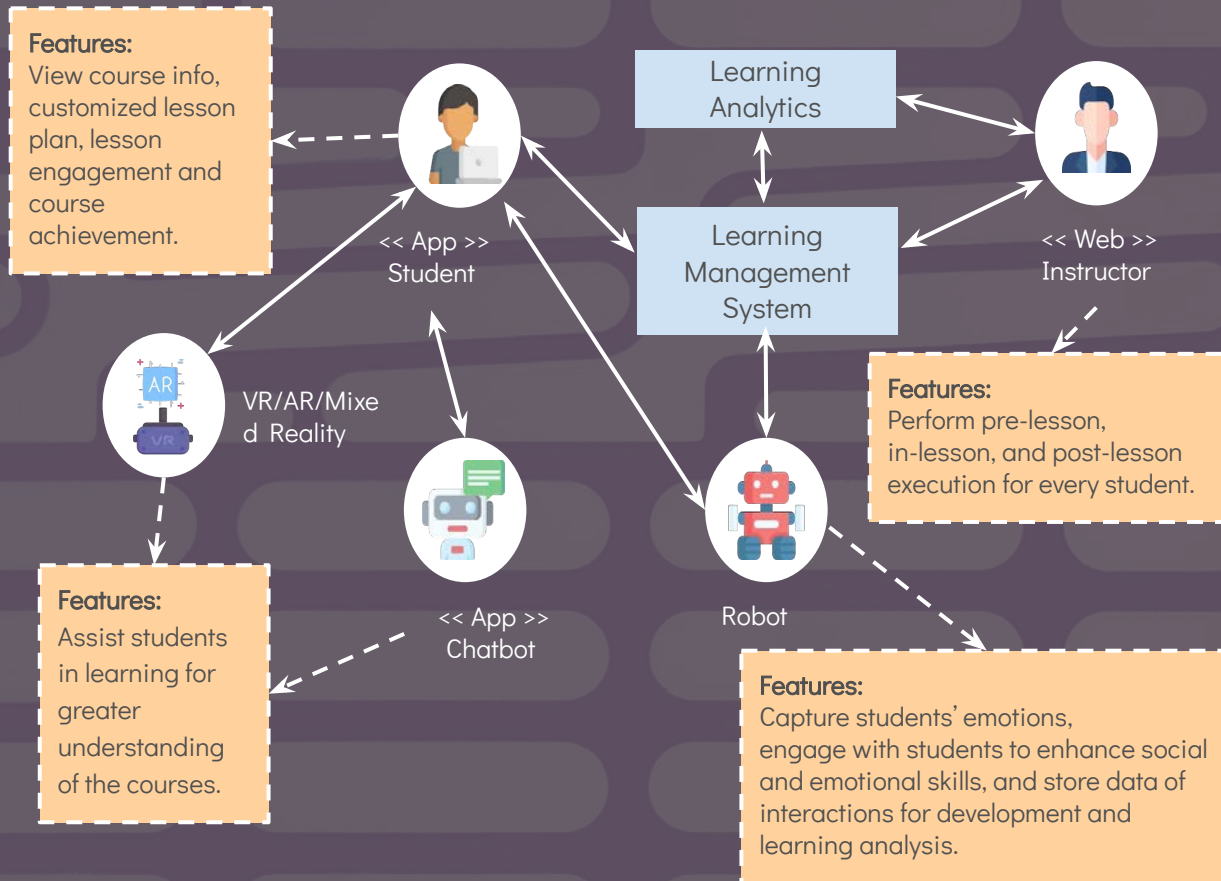 Features:
View course info,
customized lesson
plan, lesson
engagement and
course
achievement.
<< App >>
Student
Learning
Analytics
Learning
Management
System
<< Web >>
Instructor
AR
VR
VR/AR/Mixe
d Reality
Features:
Perform pre-lesson,
in-lesson, and post-lesson
execution for every student.
Features:
Assist students
in learning for
greater
understanding
of the courses.
<< App >>
Chatbot
Robot
Features:
Capture students’ emotions,
engage with students to enhance social
and emotional skills, and store data of
interactions for development and
learning analysis.